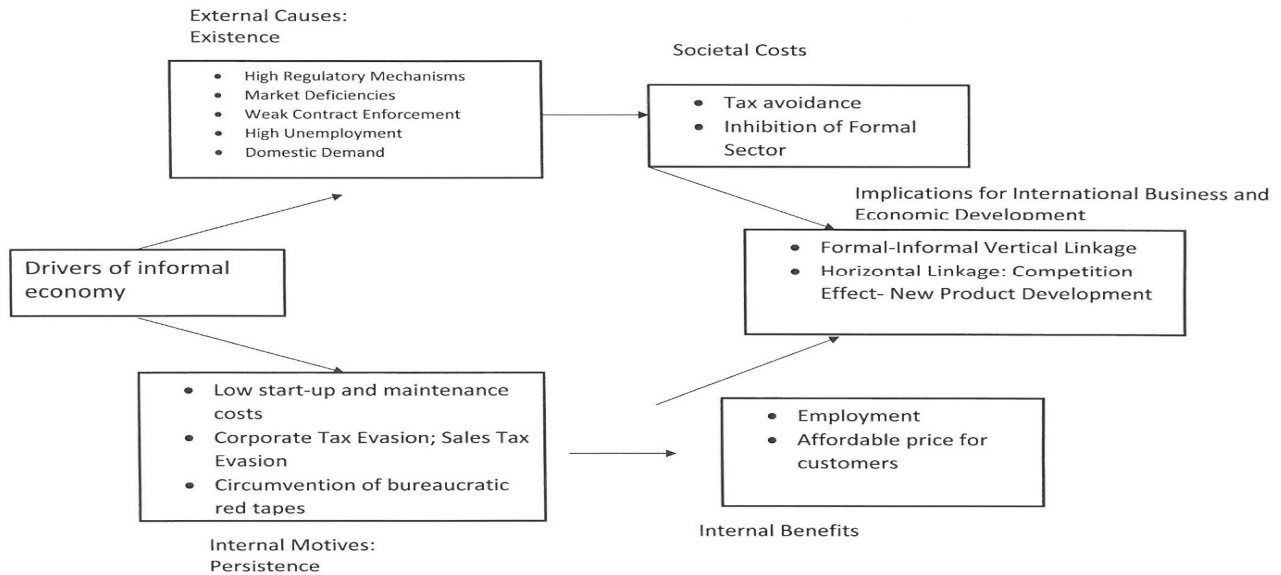 External Causes:
Existence
• High Regulatory Mechanisms
• Market Deficiencies
• Weak Contract Enforcement
• High Unemployment
• Domestic Demand
Societal Costs
• Tax avoidance
• Inhibition of Formal
Sector
Implications for International Business and
Economic Development
• Formal-Informal Vertical Linkage
• Horizontal Linkage: Competition
Effect- New Product Development
Drivers of informal
economy
• Low start-up and maintenance
costs
• Corporate Tax Evasion; Sales Tax
Evasion
• Circumvention of bureaucratic
red tapes
Internal Motives:
Persistence
• Employment
• Affordable price for
customers
Internal Benefits